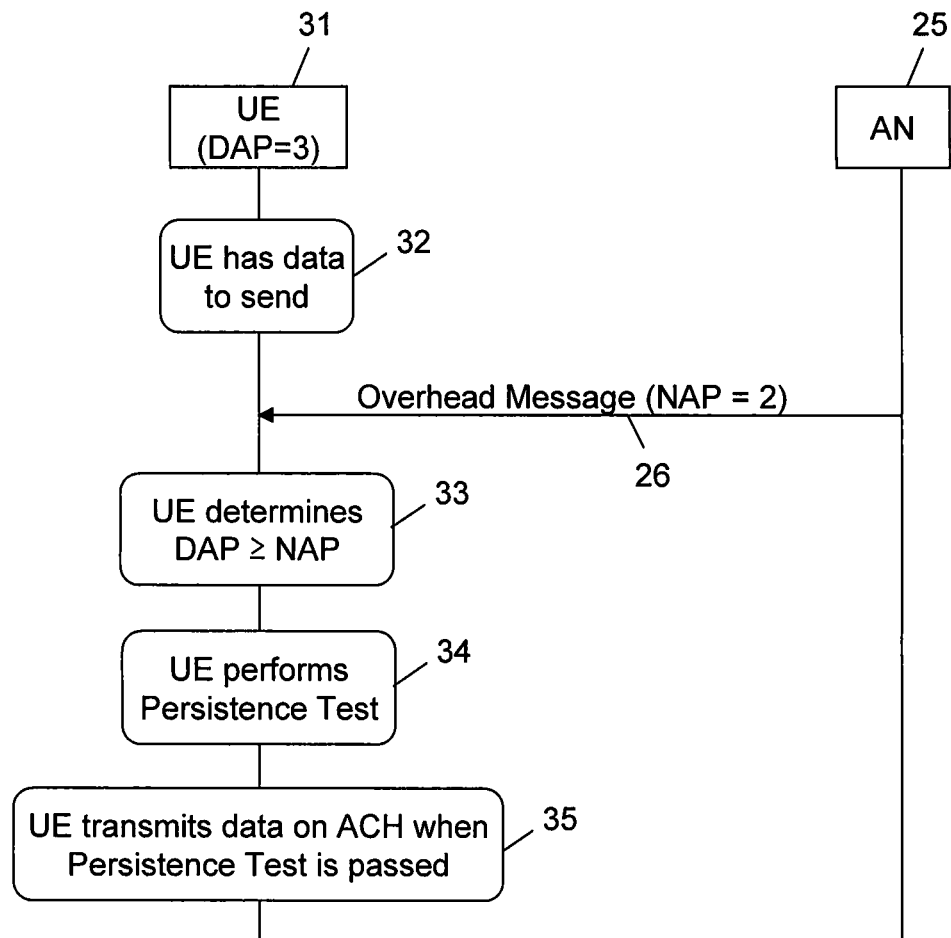 31
25
UE
(DAP=3)
AN
32
UE has data
to send
Overhead Message (NAP = 2)
26
33
UE determines
DAP ≥ NAP
34
UE performs
Persistence Test
35
UE transmits data on ACH when
Persistence Test is passed